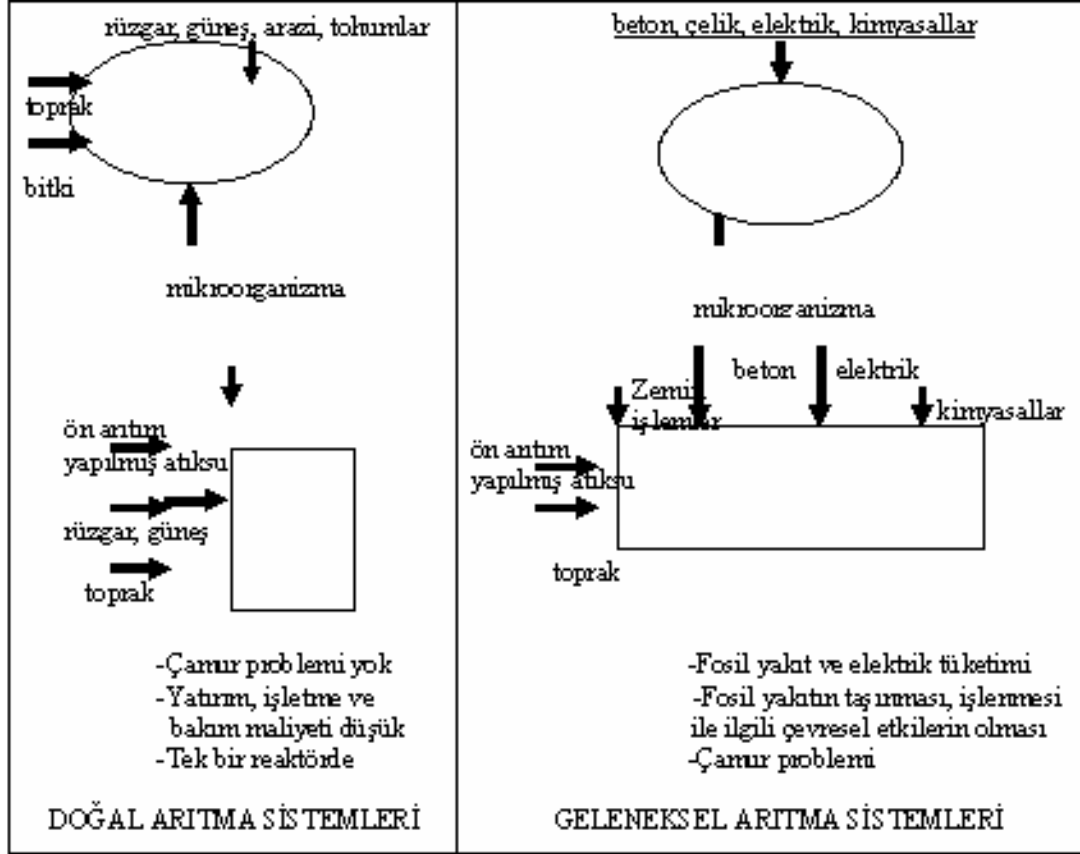 rüzgar, güneş, arazi, tohumlar
toprak
bitki
mikroorganizma
ön arıtım
yapılmış atıksu
rüzgar, güneş
toprak
-Çamur problemi yok
-Yatırım, işletme ve
bakım maliyeti düşük
-Tek bir reaktörde
DOĞAL ARITMA SİSTEMLERİ
beton, çelik, elektrik, kimyasallar
mikroorganizma
beton
elektrik
Zemin
işlemler
kimyasallar
ön arıtım
yapılmış atıksu
toprak
-Fosil yakıt ve elektrik tüketimi
-Fosil yakıtın taşınması, işlenmesi
ile ilgili çevresel etkilerin olması
-Çamur problemi
GELENEKSEL ARITMA SİSTEMLERİ